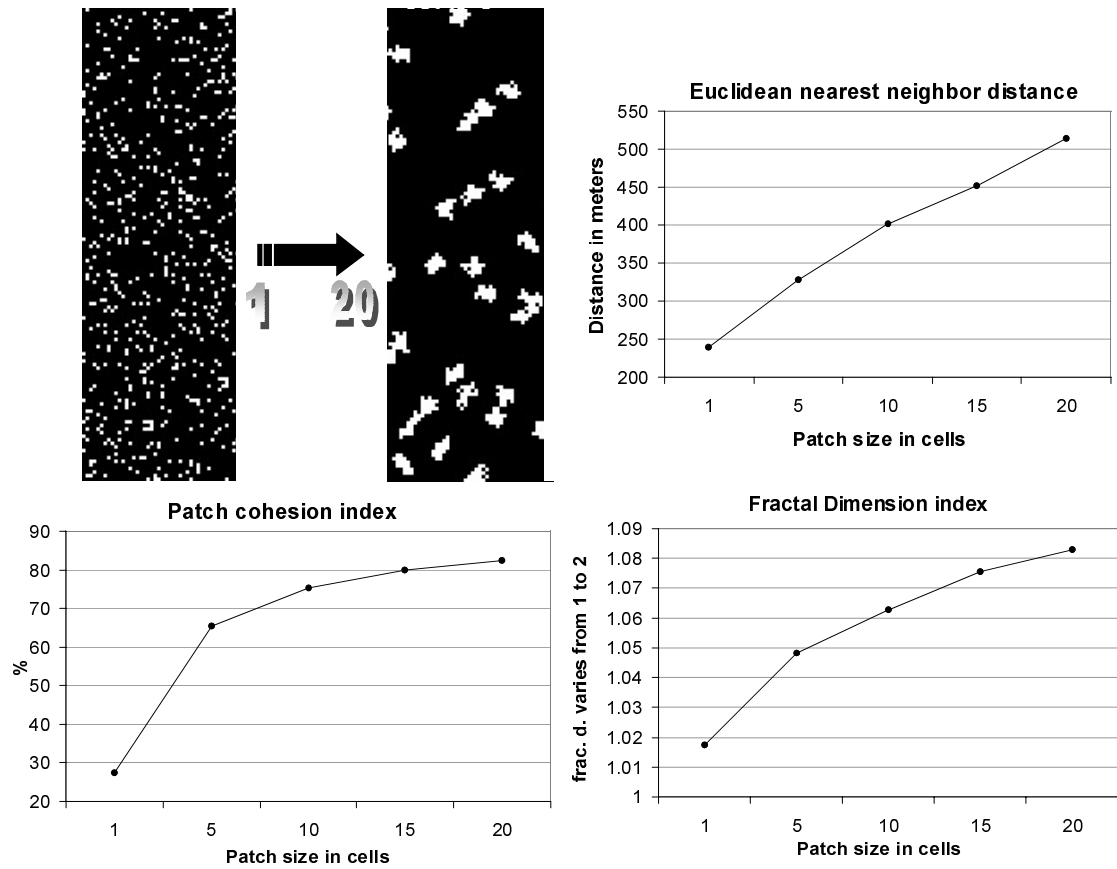 1
20
Euclidean nearest neighbor distance
550
500
450
400
350
300
250
200
Distance in meters
1 5 10 15 20
Patch size in cells
Patch cohesion index
90
80
70
60
50
40
30
20
%
1 5 10 15 20
Patch size in cells
Fractal Dimension index
1.09
1.08
1.07
1.06
1.05
1.04
1.03
1.02
1.01
1
frac. d. varies from 1 to 2
1 5 10 15 20
Patch size in cells